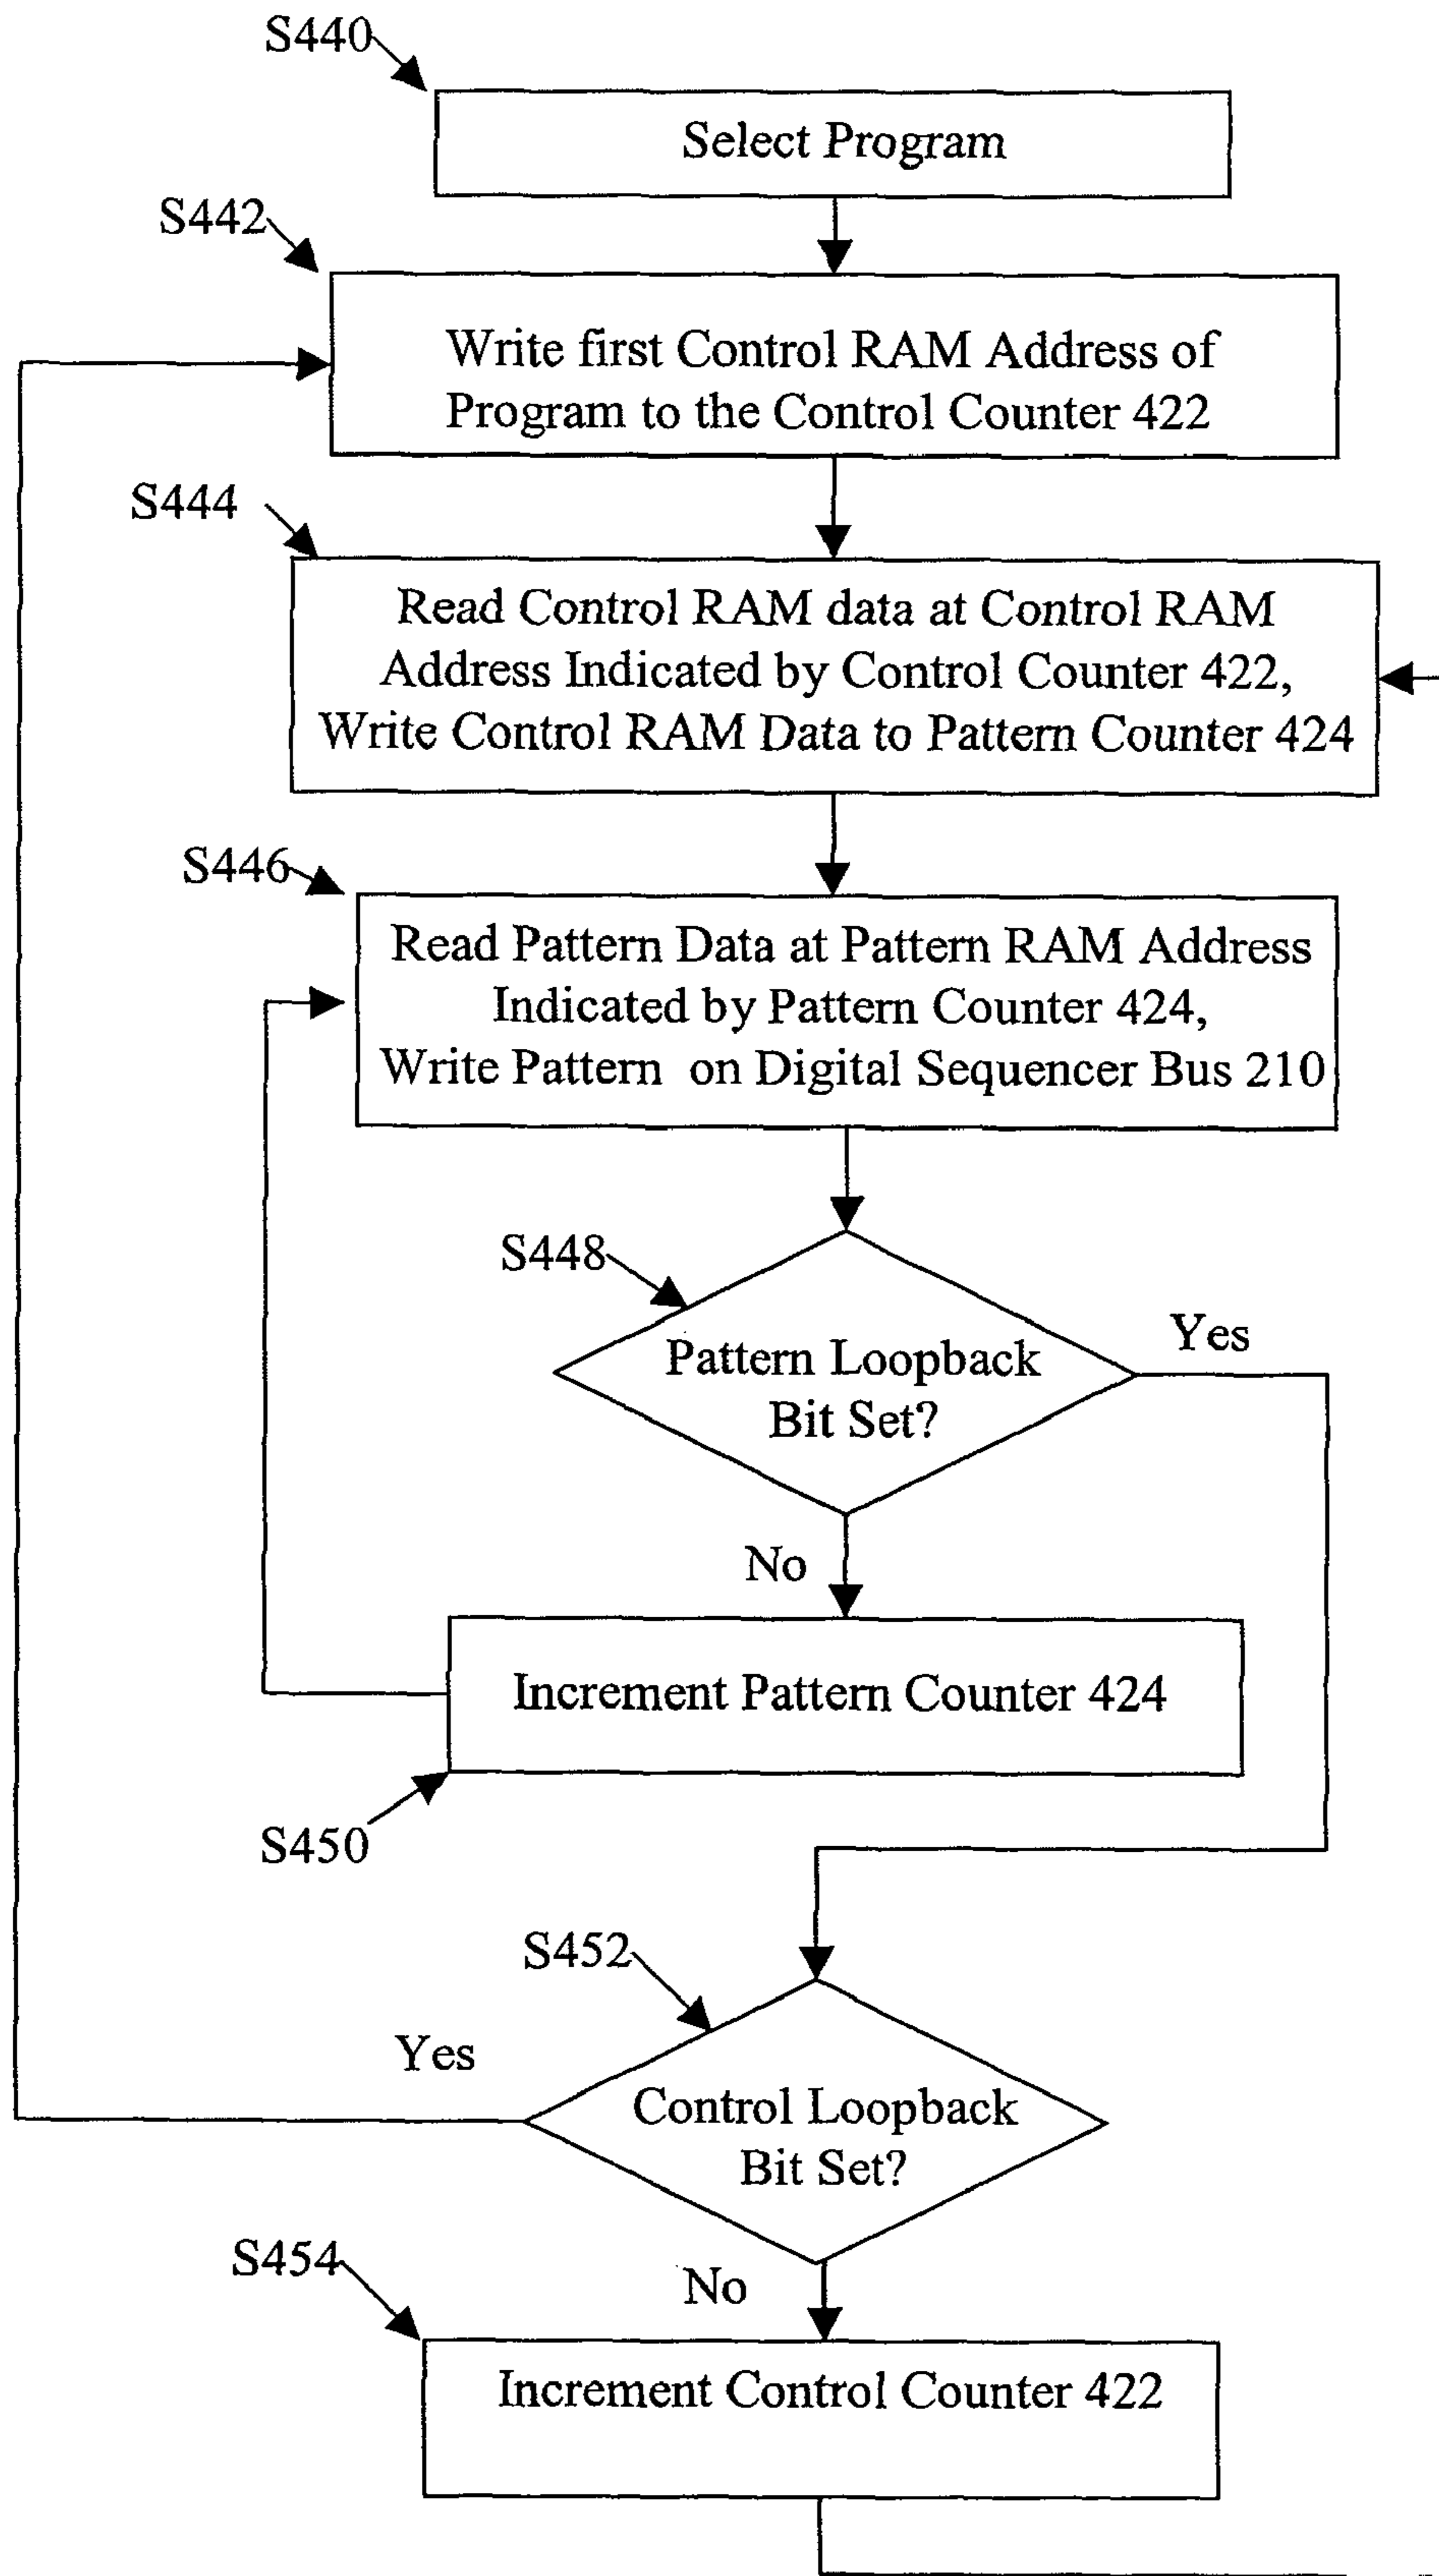 S440
Select Program
S442
Write first Control RAM Address of
Program to the Control Counter 422
S444
Read Control RAM data at Control RAM
Address Indicated by Control Counter 422,
Write Control RAM Data to Pattern Counter 424
S446
Read Pattern Data at Pattern RAM Address
Indicated by Pattern Counter 424,
Write Pattern on Digital Sequencer Bus 210
S448
Yes
Pattern Loopback
Bit Set?
No
Increment Pattern Counter 424
S450
S452
Yes
Control Loopback
Bit Set?
S454
No
Increment Control Counter 422